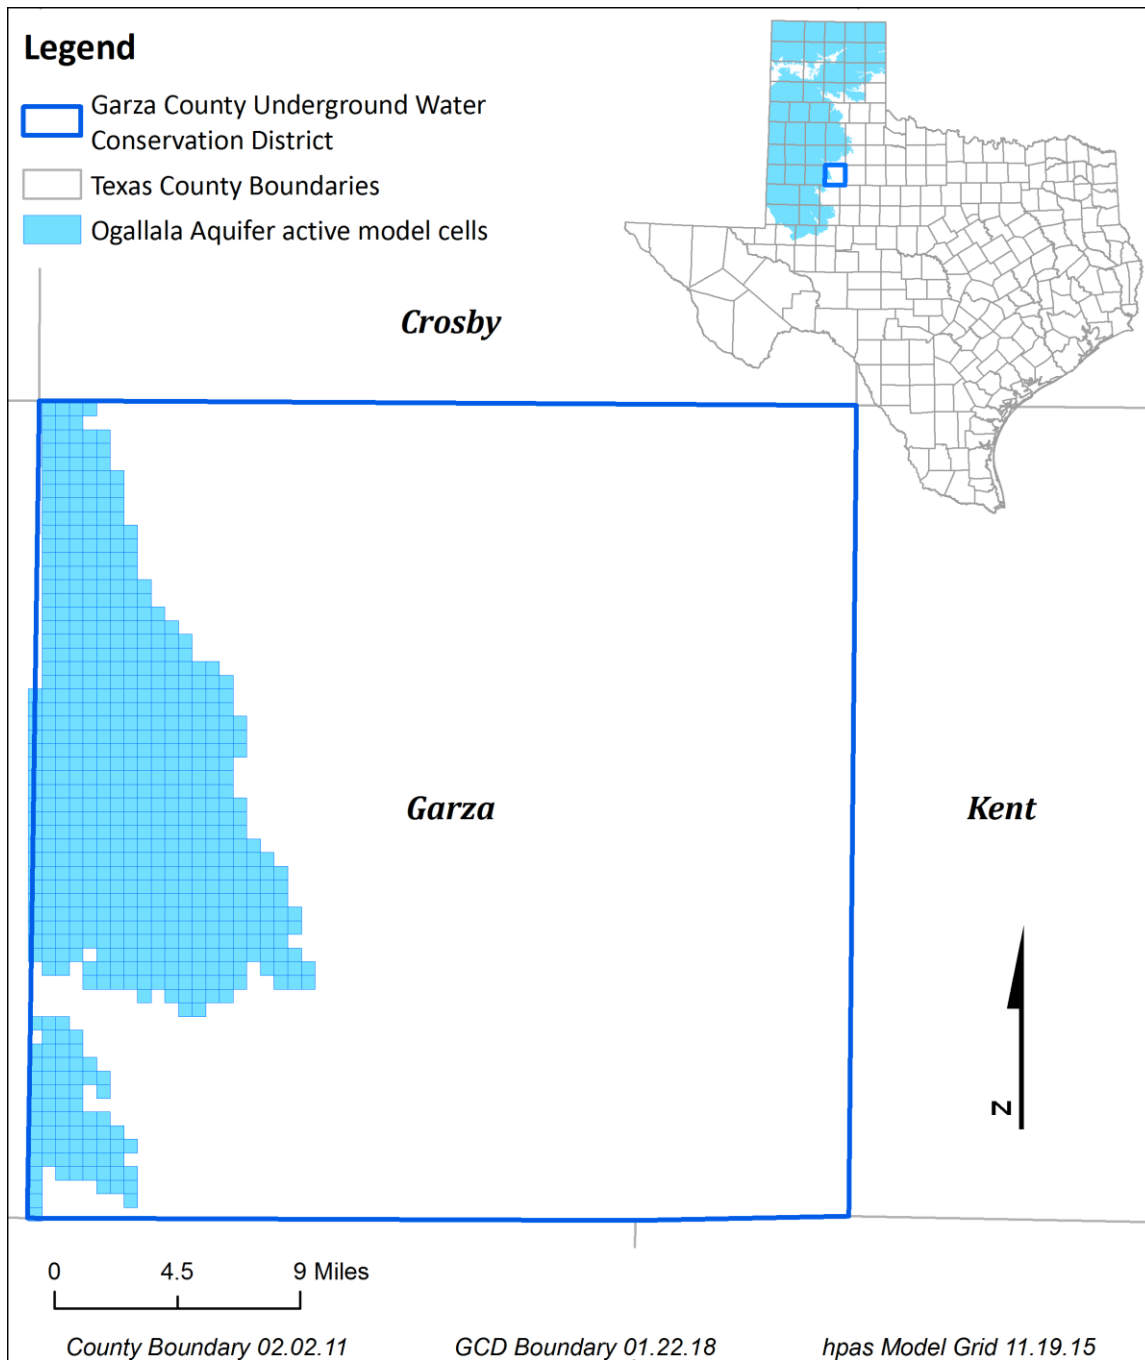 Legend
Garza County Underground Water
Conservation District
Texas County Boundaries
Ogallala Aquifer active model cells
Crosby
Garza
Kent
N
0 4.5 9 Miles
County Boundary 02.02.11 GCD Boundary 01.22.18 hpas Model Grid 11.19.15